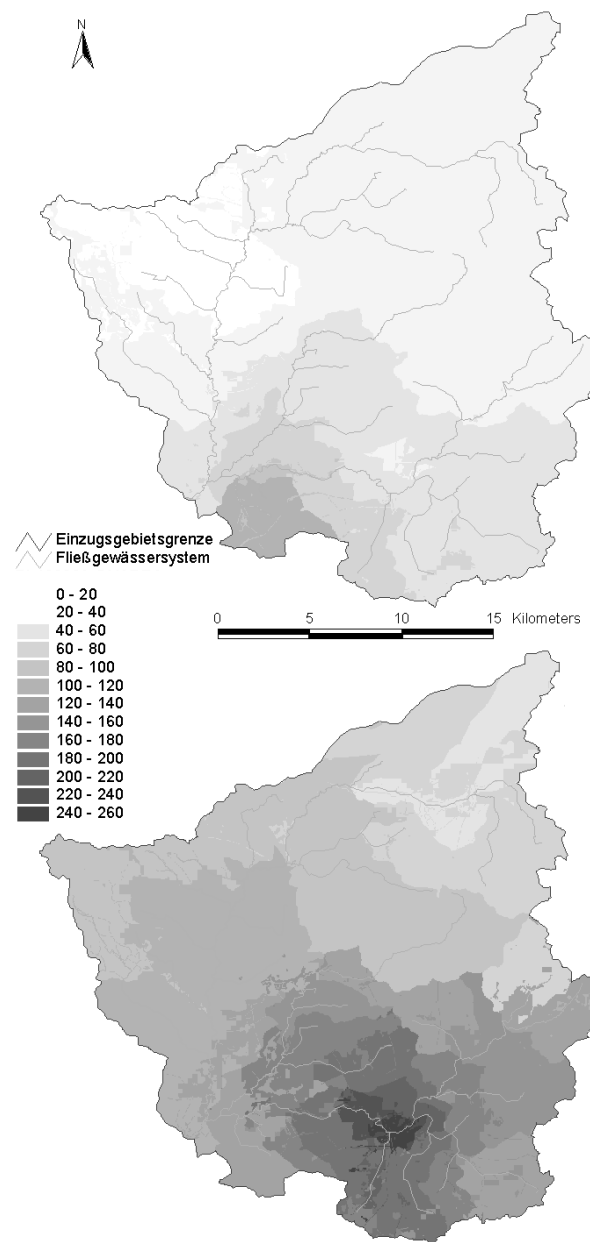 N
Einzugsgebietsgrenze
Fließgewässersystem
0 - 20
20 - 40
40 - 60
60 - 80
80 - 100
100 - 120
120 - 140
140 - 160
160 - 180
180 - 200
200 - 220
220 - 240
240 - 260
0 5 10 15 Kilometers